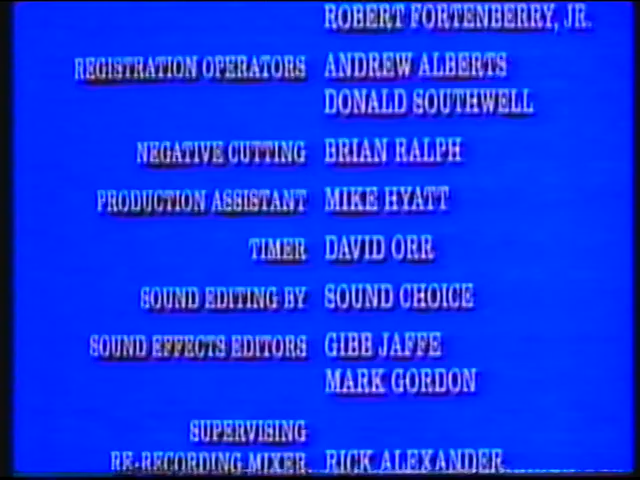 ROBERT FORTENBERRY, JR.
REGISTRATION OPERATORS ANDREW ALBERTS
DONALD SOUTHWELL
NEGATIVE CUTTING BRIAN RALPH
PRODUCTION ASSISTANT MIKE HYATT
TIMER DAVID ORR
SOUND EDITING BY SOUND CHOICE
SOUND EFFECTS EDITORS GIBB JAFFE
MARK GORDON
SUPERVISING
RE-RECORDING MIXER RICK ALEXANDER